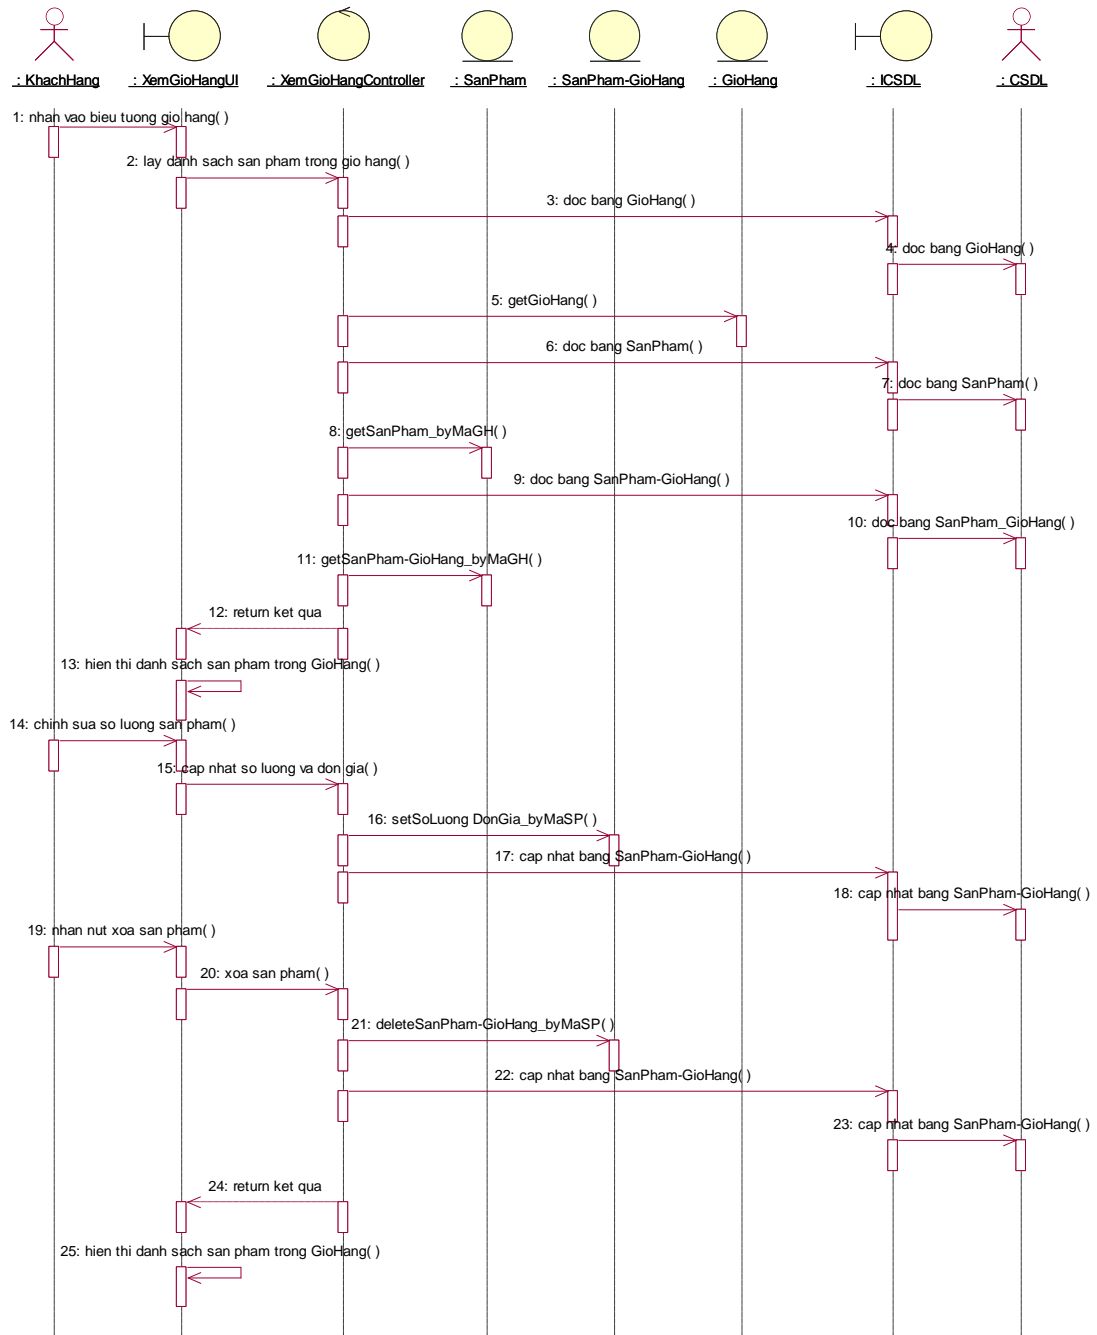 : KhachHang
: XemGioHangUI
: XemGioHangController
: SanPham
: SanPham-GioHang
: GioHang
: ICSDL
: CSDL
1: nhan vao bieu tuong gio hang( )
2: lay danh sach san pham trong gio hang( )
3: doc bang GioHang( )
4: doc bang GioHang( )
5: getGioHang( )
6: doc bang SanPham( )
7: doc bang SanPham( )
8: getSanPham_byMaGH( )
9: doc bang SanPham-GioHang( )
10: doc bang SanPham_GioHang( )
11: getSanPham-GioHang_byMaGH( )
12: return ket qua
13: hien thi danh sach san pham trong GioHang( )
14: chinh sua so luong san pham( )
15: cap nhat so luong va don gia( )
16: setSoLuong DonGia_byMaSP( )
17: cap nhat bang SanPham-GioHang( )
18: cap nhat bang SanPham-GioHang( )
19: nhan nut xoa san pham( )
20: xoa san pham( )
21: deleteSanPham-GioHang_byMaSP( )
22: cap nhat bang SanPham-GioHang( )
23: cap nhat bang SanPham-GioHang( )
24: return ket qua
25: hien thi danh sach san pham trong GioHang( )